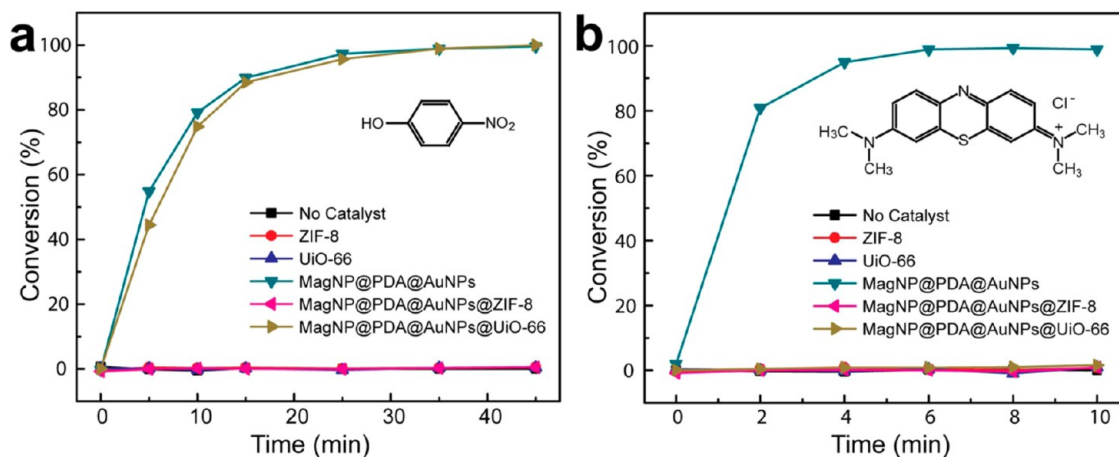 a
Conversion (%)
100
80
60
40
20
0
HO
NO₂
No Catalyst
ZIF-8
UiO-66
MagNP@PDA@AuNPs
MagNP@PDA@AuNPs@ZIF-8
MagNP@PDA@AuNPs@UiO-66
0 10 20 30 40
Time (min)
b
Conversion (%)
100
80
60
40
20
0
N Cl⁻
H3C N S N⁺ CH₃
CH₃ CH₃
No Catalyst
ZIF-8
UiO-66
MagNP@PDA@AuNPs
MagNP@PDA@AuNPs@ZIF-8
MagNP@PDA@AuNPs@UiO-66
0 2 4 6 8 10
Time (min)